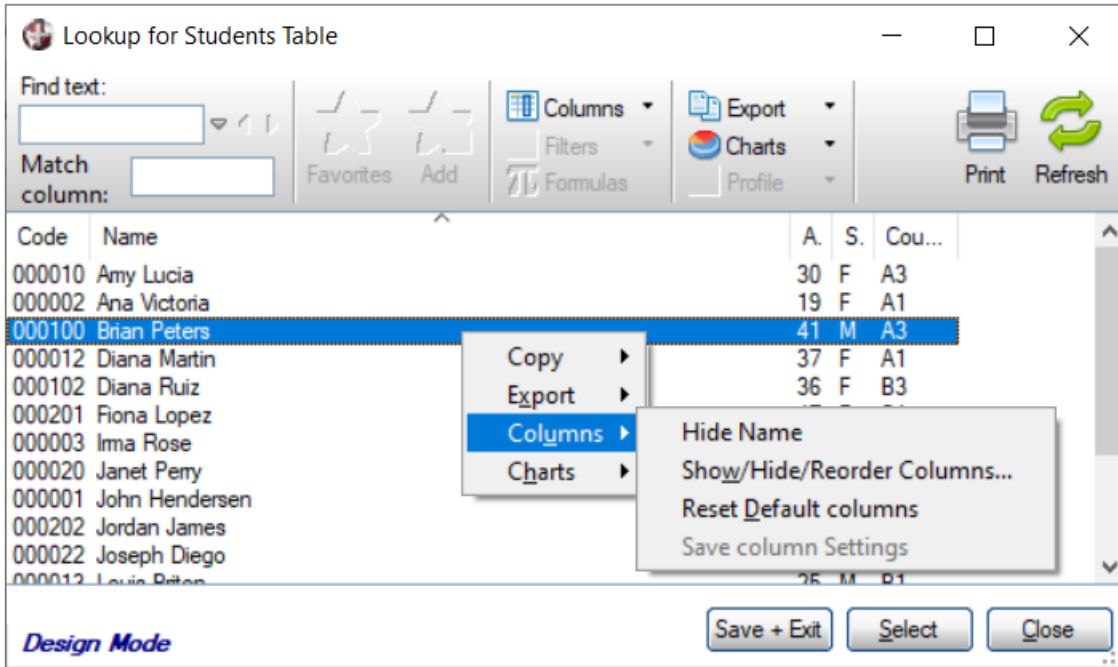 Lookup for Students Table
Find text:
Match column:
Favorites Add
Columns
Filters
Formulas
Export
Charts
Profile
Print Refresh
Code Name A. S. Cou...
000010 Amy Lucia 30 F A3
000002 Ana Victoria 19 F A1
000100 Brian Peters 41 M A3
000012 Diana Martin 37 F A1
000102 Diana Ruiz 36 F B3
000201 Fiona Lopez
000003 Irma Rose
000020 Janet Perry
000001 John Hendersen
000202 Jordan James
000022 Joseph Diego
Copy
Export
Columns
Charts
Hide Name
Show/Hide/Reorder Columns...
Reset Default columns
Save column Settings
Design Mode
Save + Exit Select Close